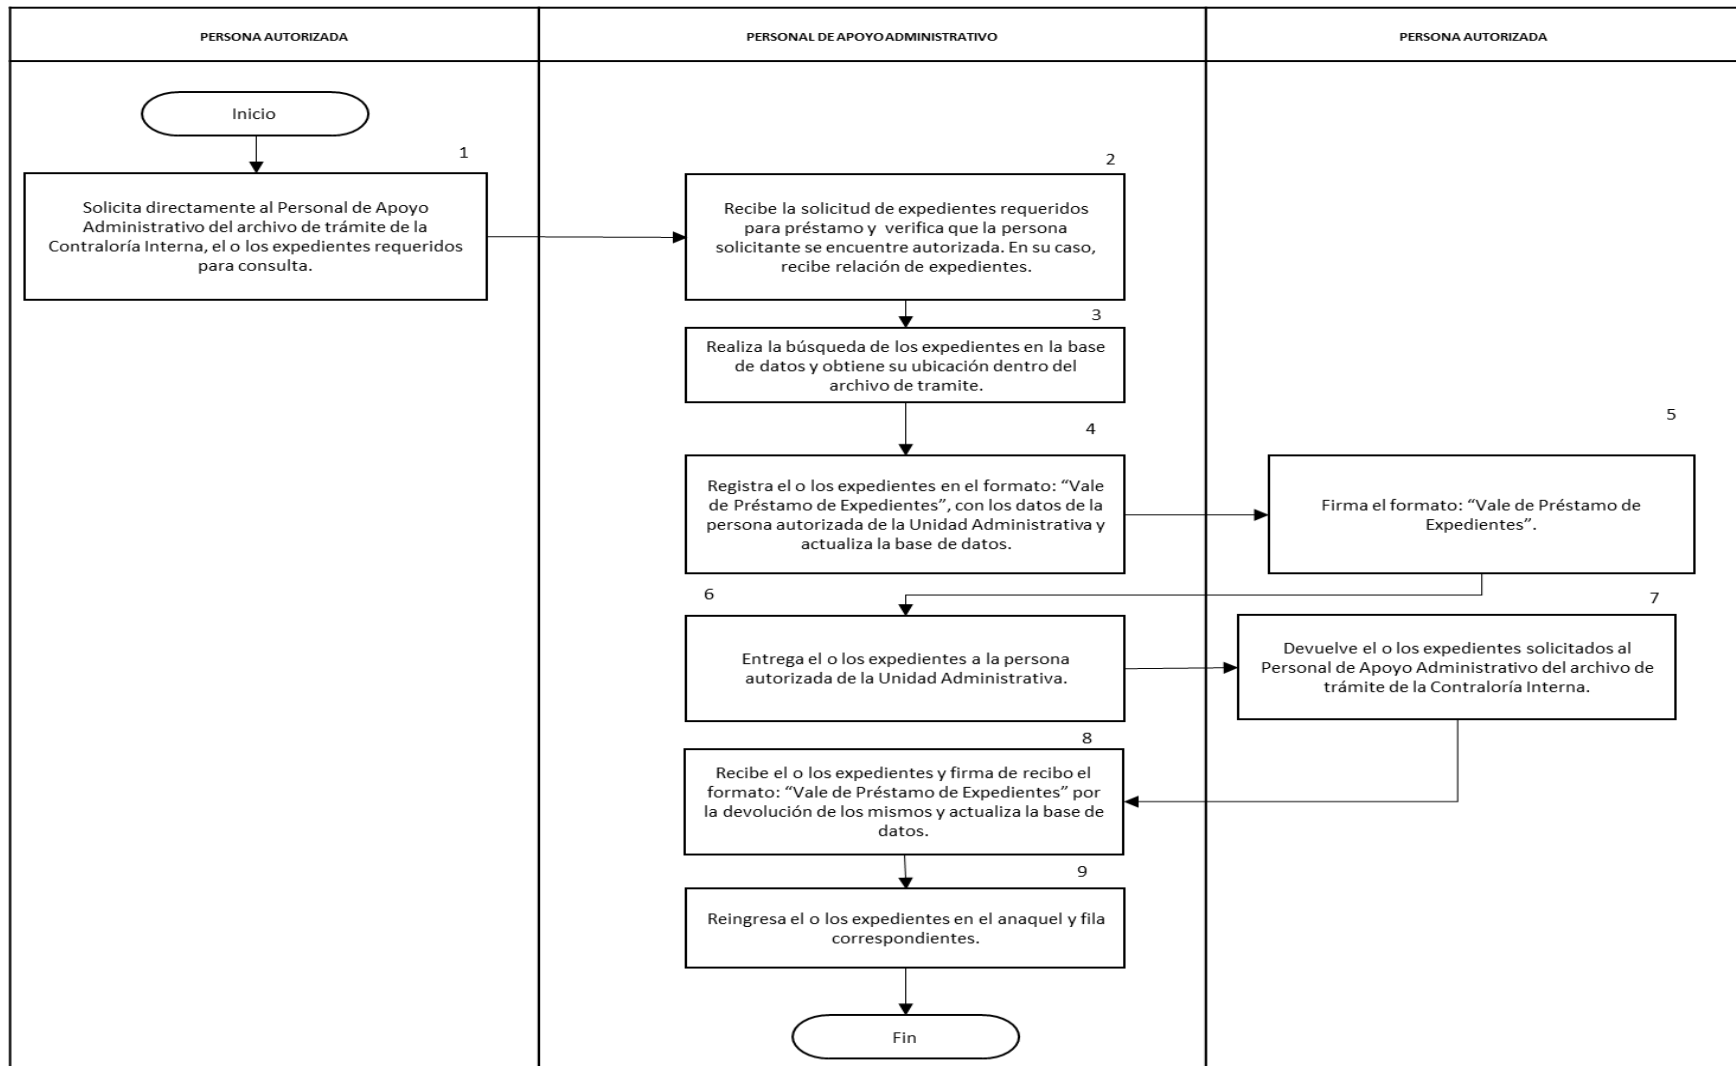 PERSONA AUTORIZADA
PERSONAL DE APOYO ADMINISTRATIVO
PERSONA AUTORIZADA
Inicio
1
Solicita directamente al Personal de Apoyo
Administrativo del archivo de trámite de la
Contraloría Interna, el o los expedientes requeridos
para consulta.
2
Recibe la solicitud de expedientes requeridos
para préstamo y verifica que la persona
solicitante se encuentre autorizada. En su caso,
recibe relación de expedientes.
3
Realiza la búsqueda de los expedientes en la base
de datos y obtiene su ubicación dentro del
archivo de tramite.
4
Registra el o los expedientes en el formato: “Vale
de Préstamo de Expedientes”, con los datos de la
persona autorizada de la Unidad Administrativa y
actualiza la base de datos.
5
Firma el formato: “Vale de Préstamo de
Expedientes”.
6
Entrega el o los expedientes a la persona
autorizada de la Unidad Administrativa.
7
Devuelve el o los expedientes solicitados al
Personal de Apoyo Administrativo del archivo de
trámite de la Contraloría Interna.
8
Recibe el o los expedientes y firma de recibo el
formato: “Vale de Préstamo de Expedientes” por
la devolución de los mismos y actualiza la base de
datos.
9
Reingresa el o los expedientes en el anaquel y fila
correspondientes.
Fin